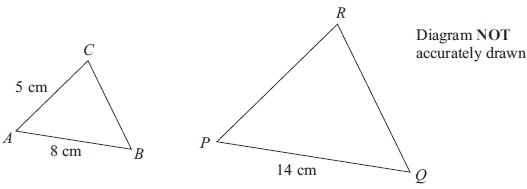 R
Diagram NOT
accurately drawn
C
5 cm
A
8 cm
B
P
14 cm
Q